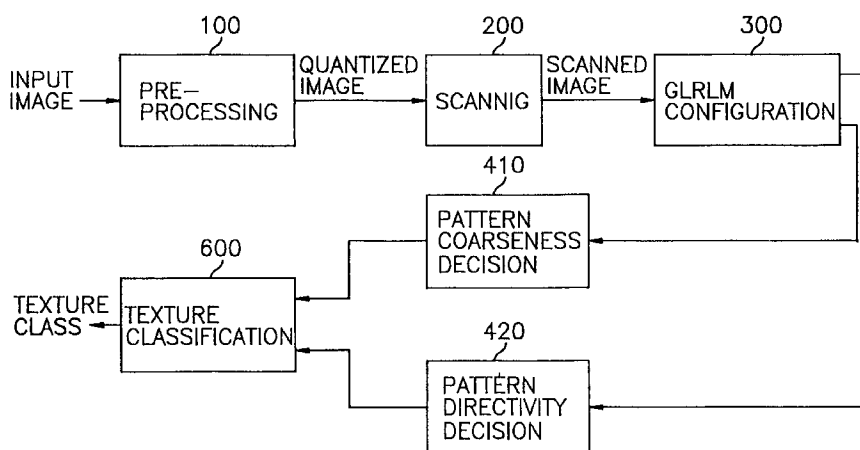 100
200
300
INPUT
IMAGE
PRE-
PROCESSING
QUANTIZED
IMAGE
SCANNIG
SCANNED
IMAGE
GLRLM
CONFIGURATION
410
PATTERN
COARSENESS
DECISION
600
TEXTURE
CLASS
TEXTURE
CLASSIFICATION
420
PATTERN
DIRECTIVITY
DECISION